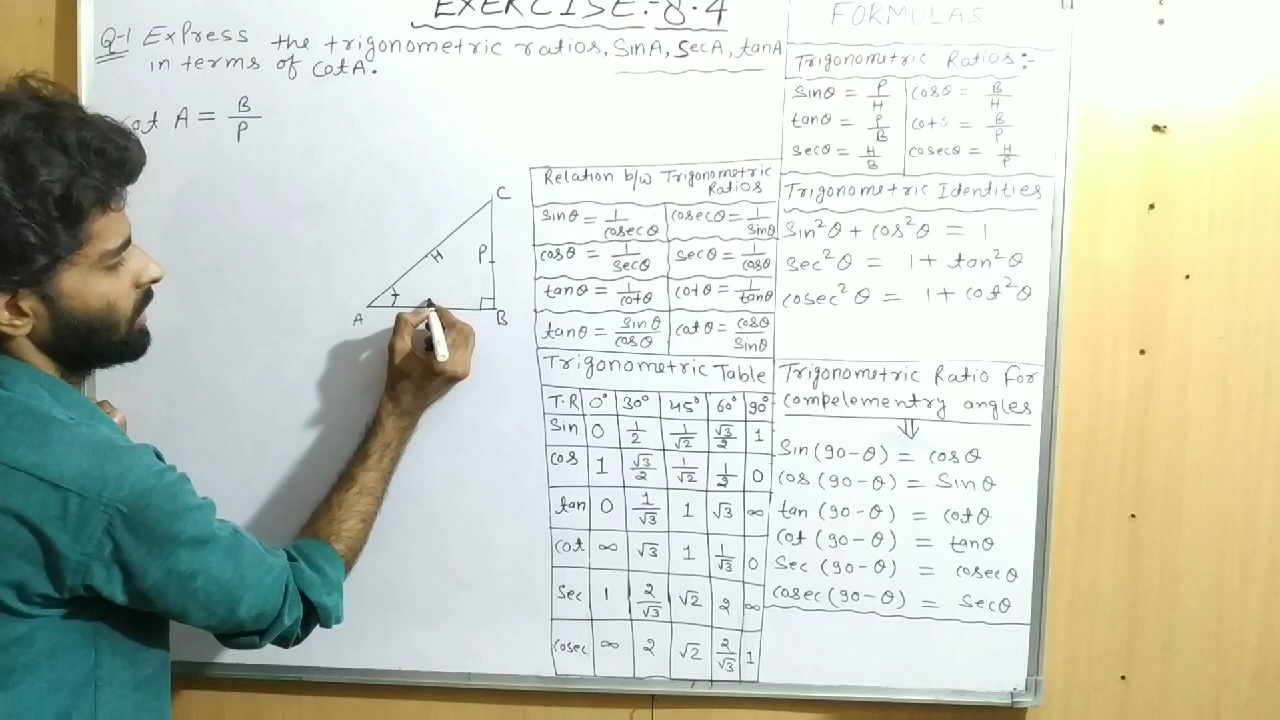 EXERCISE:-8.4
Q-1 ExPress the trigonometric ratios, SinA, SecA, tanA
in terms of CotA.
Cot A = B/P
C
H
P
A
B
Relation b/w Trigonometric
Ratios
Sinθ = 1/cosecθ cosecθ = 1/sinθ
cosθ = 1/secθ secθ = 1/cosθ
tanθ = 1/cotθ cotθ = 1/tanθ
tanθ = sinθ/cosθ cotθ = cosθ/sinθ
Trigonometric Table
T.R 0° 30° 45° 60° 90°
Sin 0 1/2 1/√2 √3/2 1
Cos 1 √3/2 1/√2 1/2 0
tan 0 1/√3 1 √3 ∞
Cot ∞ √3 1 1/√3 0
Sec 1 2/√3 √2 2 ∞
Cosec ∞ 2 √2 2/√3 1
FORMULAS
Trigonometric Ratios:-
Sinθ = P/H cosθ = B/H
tanθ = P/B cotθ = B/P
secθ = H/B cosecθ = H/P
Trigonometric Identities
Sin²θ + cos²θ = 1
Sec²θ = 1 + tan²θ
cosec²θ = 1 + cot²θ
Trigonometric Ratio For
Compelementry angles
⇓
Sin (90-θ) = cosθ
cos (90-θ) = Sinθ
tan (90-θ) = cotθ
Cot (90-θ) = tanθ
Sec (90-θ) = cosecθ
Cosec (90-θ) = Secθ